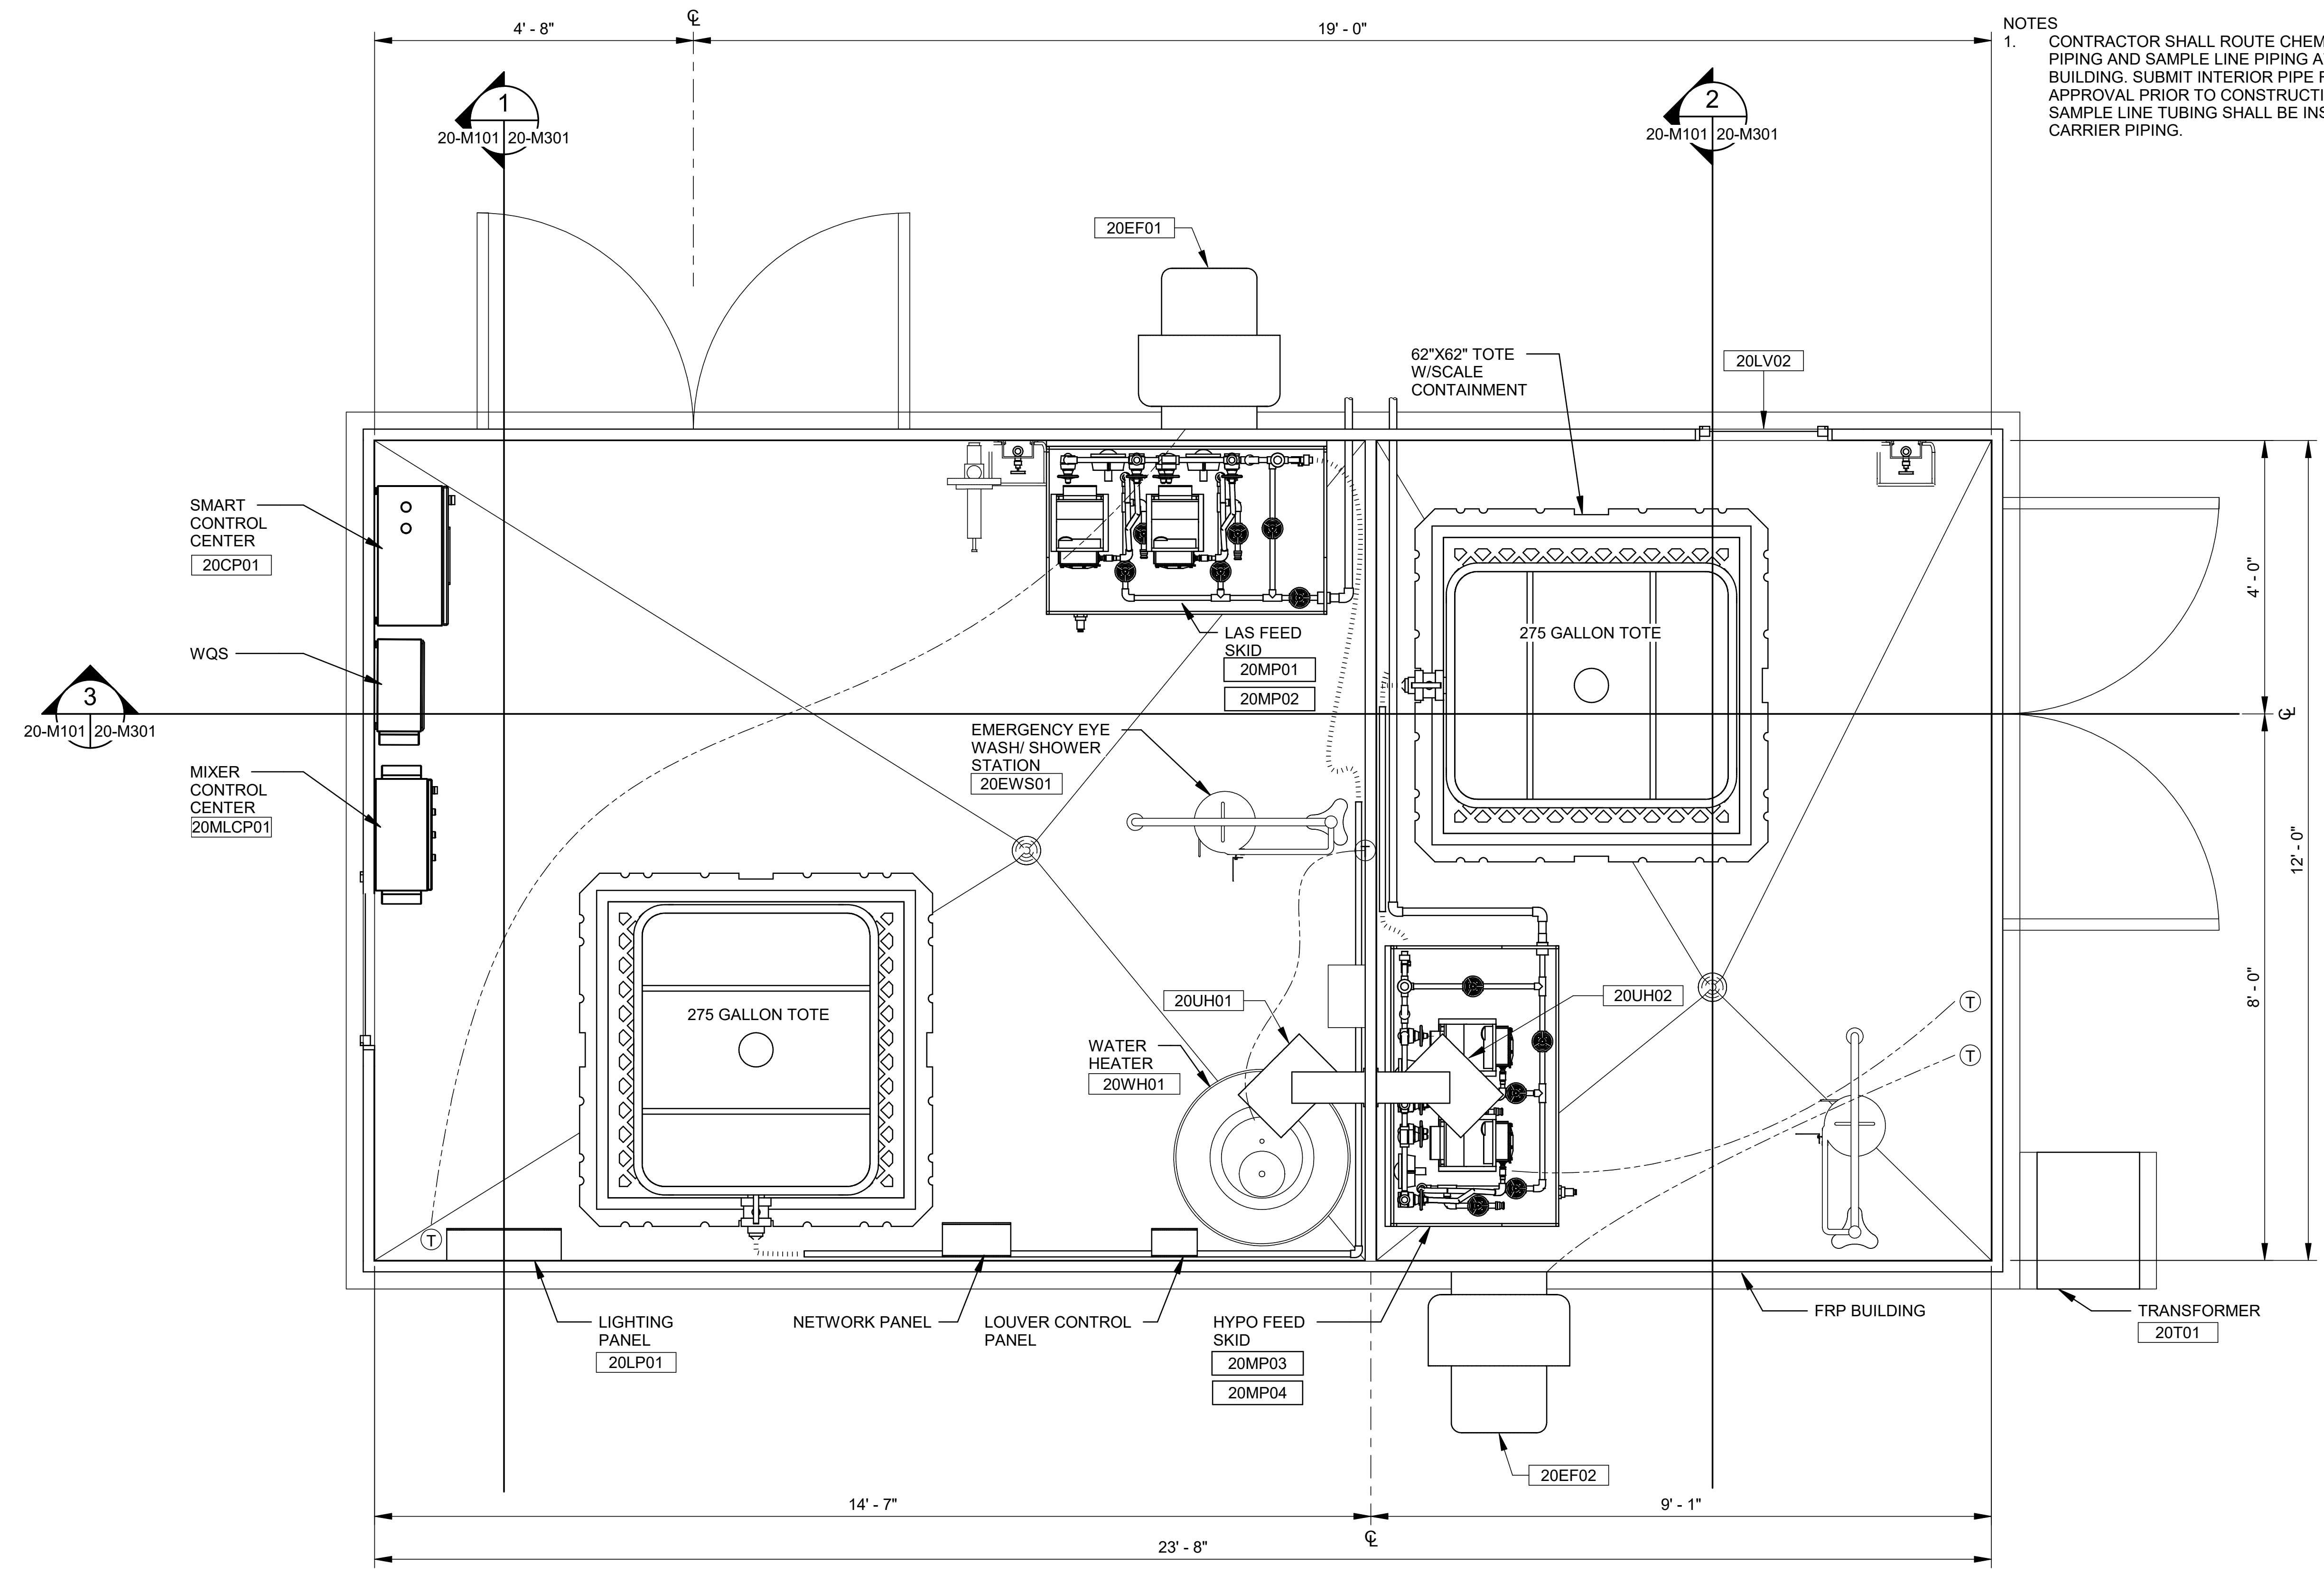 4' - 8"
19' - 0"
NOTES
1. CONTRACTOR SHALL ROUTE
PIPING AND SAMPLE LINE PIPING
BUILDING. SUBMIT INTERIOR PIPE
APPROVAL PRIOR TO
SAMPLE LINE TUBING SHALL BE
CARRIER PIPING.
1
20-M101 20-M301
2
20-M101 20-M301
20EF01
62"X62" TOTE
W/SCALE
CONTAINMENT
20LV02
SMART
CONTROL
CENTER
20CP01
WQS
3
20-M101 20-M301
MIXER
CONTROL
CENTER
20MLCP01
LAS FEED
SKID
20MP01
20MP02
EMERGENCY EYE
WASH/ SHOWER
STATION
20EWS01
275 GALLON TOTE
4' - 0"
12' - 0"
8' - 0"
275 GALLON TOTE
20UH01
20UH02
WATER
HEATER
20WH01
T
T
T
T
LIGHTING
PANEL
20LP01
NETWORK PANEL
LOUVER CONTROL
PANEL
HYPO FEED
SKID
20MP03
20MP04
FRP BUILDING
TRANSFORMER
20T01
20EF02
14' - 7"
9' - 1"
23' - 8"